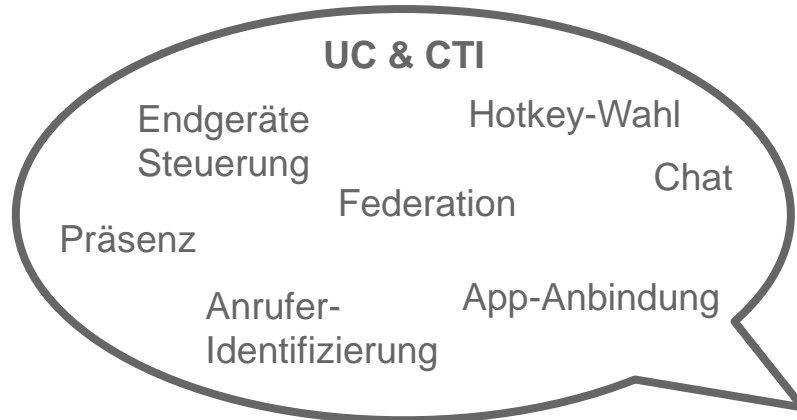 UC & CTI
Endgeräte
Steuerung
Hotkey-Wahl
Chat
Federation
Präsenz
Anrufer-
Identifizierung
App-Anbindung